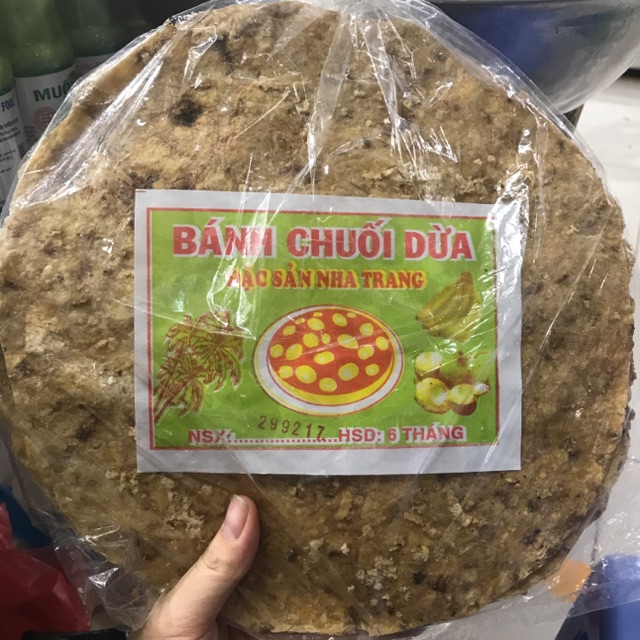 BÁNH CHUỐI DỪA
ĐẶC SẢN NHA TRANG
299217
NSX:....................HSD: 6 THÁNG